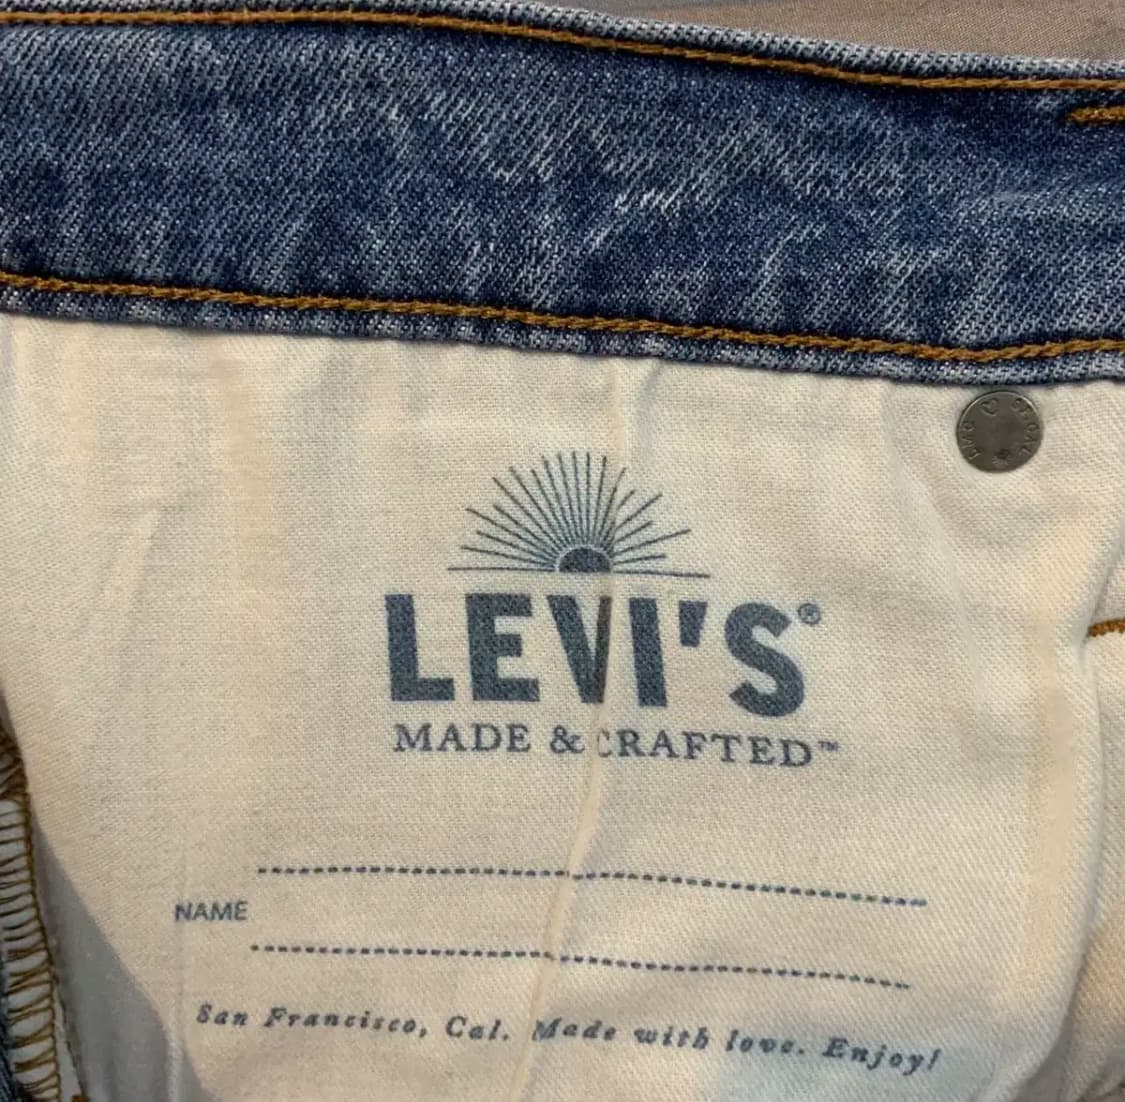 LEVI'S®
MADE & CRAFTED™
NAME
San Francisco, Cal. Made with love. Enjoy!